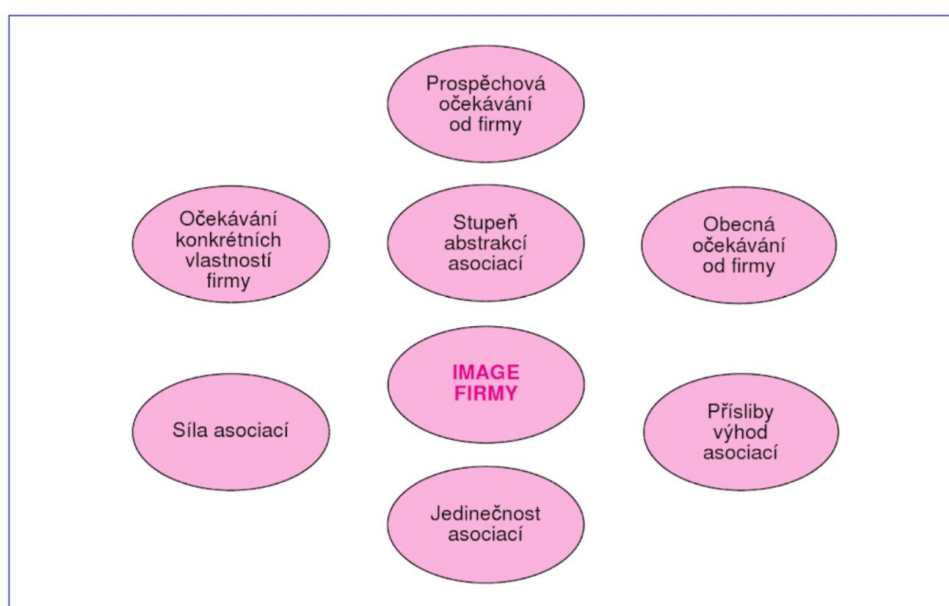 Prospěchová
očekávání
od firmy
Očekávání
konkrétních
vlastností
firmy
Stupeň
abstrakcí
asociací
Obecná
očekávání
od firmy
IMAGE
FIRMY
Síla asociací
Přísliby
výhod
asociací
Jedinečnost
asociací